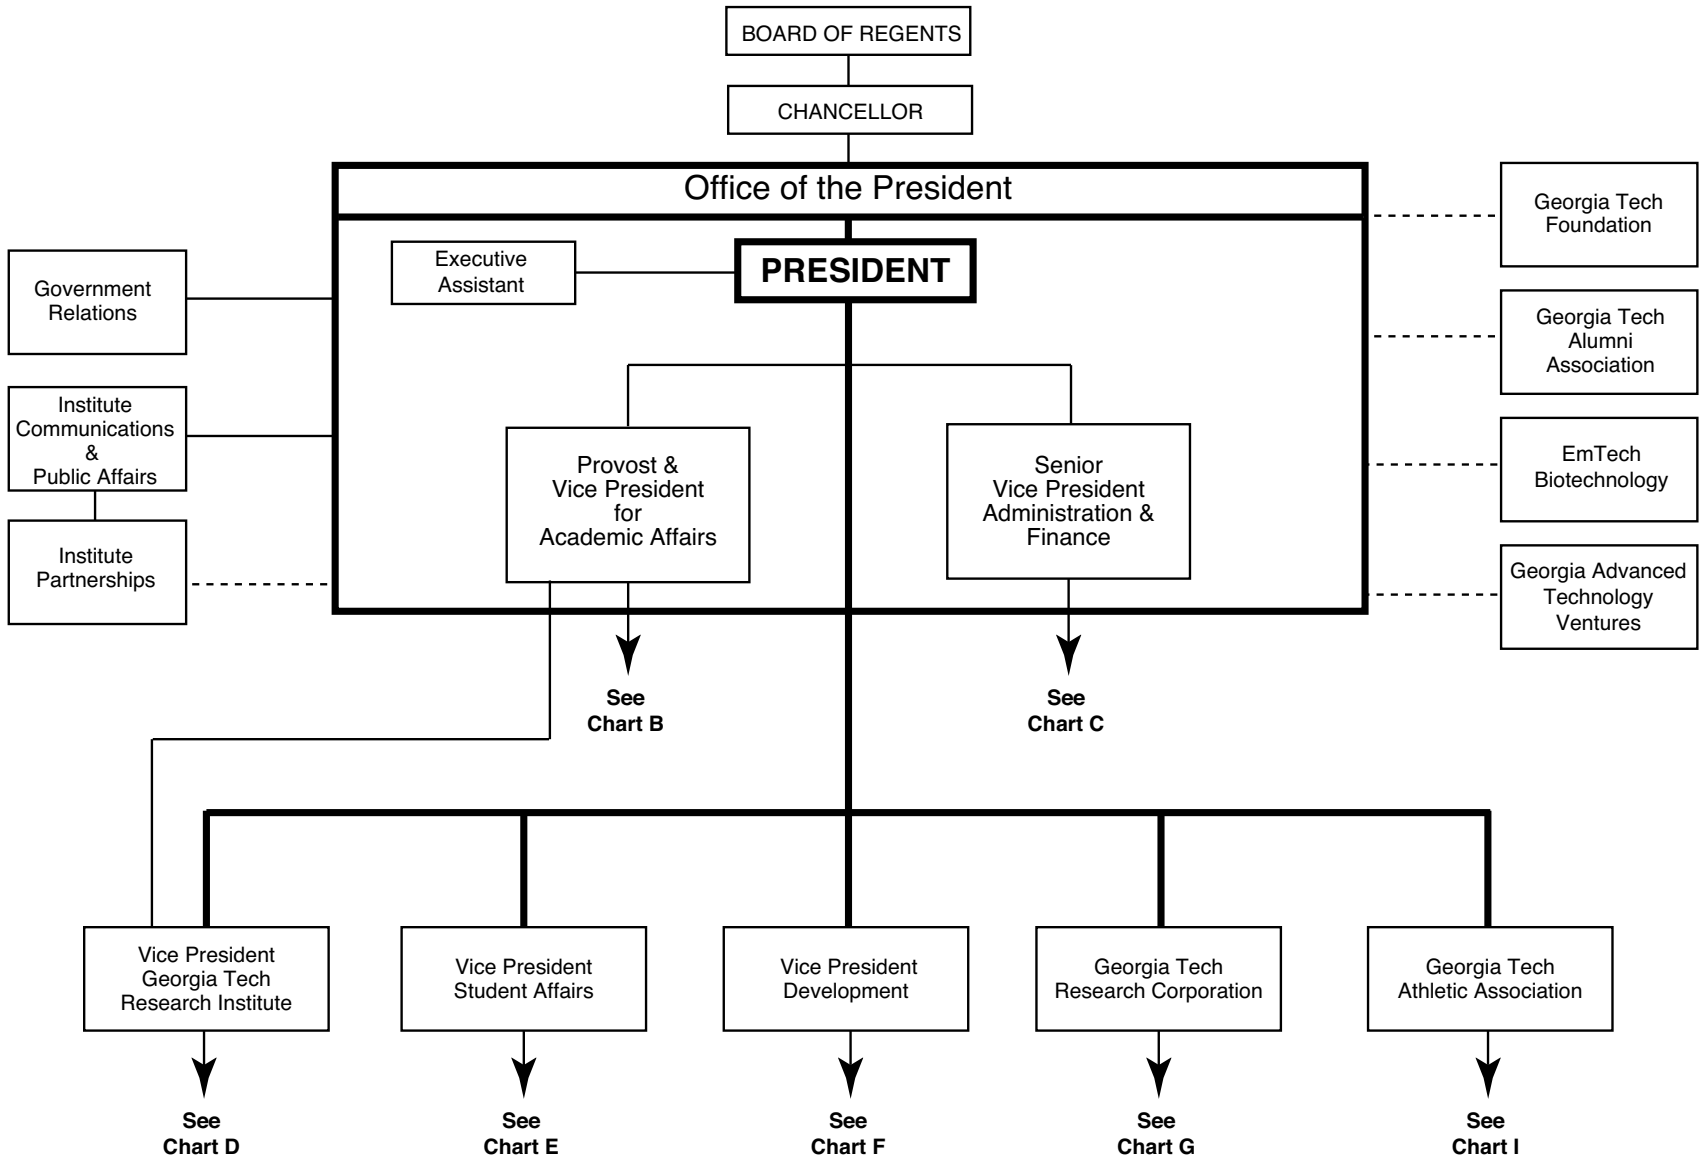 BOARD OF REGENTS
CHANCELLOR
Office of the President
Executive
Assistant
PRESIDENT
Government
Relations
Institute
Communications
&
Public Affairs
Institute
Partnerships
Provost &
Vice President
for
Academic Affairs
Senior
Vice President
Administration &
Finance
Georgia Tech
Foundation
Georgia Tech
Alumni
Association
EmTech
Biotechnology
Georgia Advanced
Technology
Ventures
See
Chart B
See
Chart C
Vice President
Georgia Tech
Research Institute
Vice President
Student Affairs
Vice President
Development
Georgia Tech
Research Corporation
Georgia Tech
Athletic Association
See
Chart D
See
Chart E
See
Chart F
See
Chart G
See
Chart I